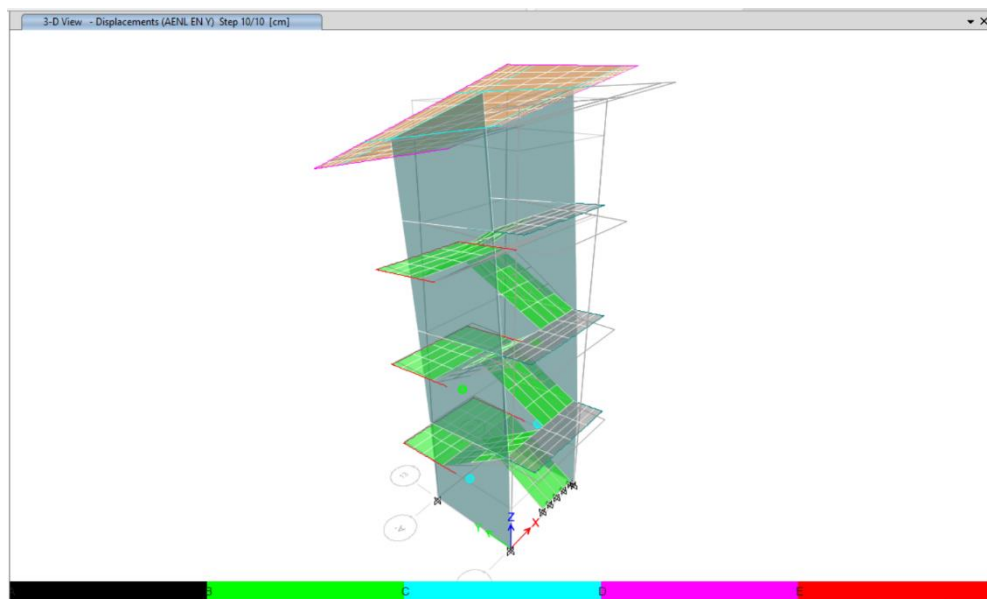 3-D View - Displacements (AENL EN Y) Step 10/10 [cm]
Z
X
Y
B
C
D
E